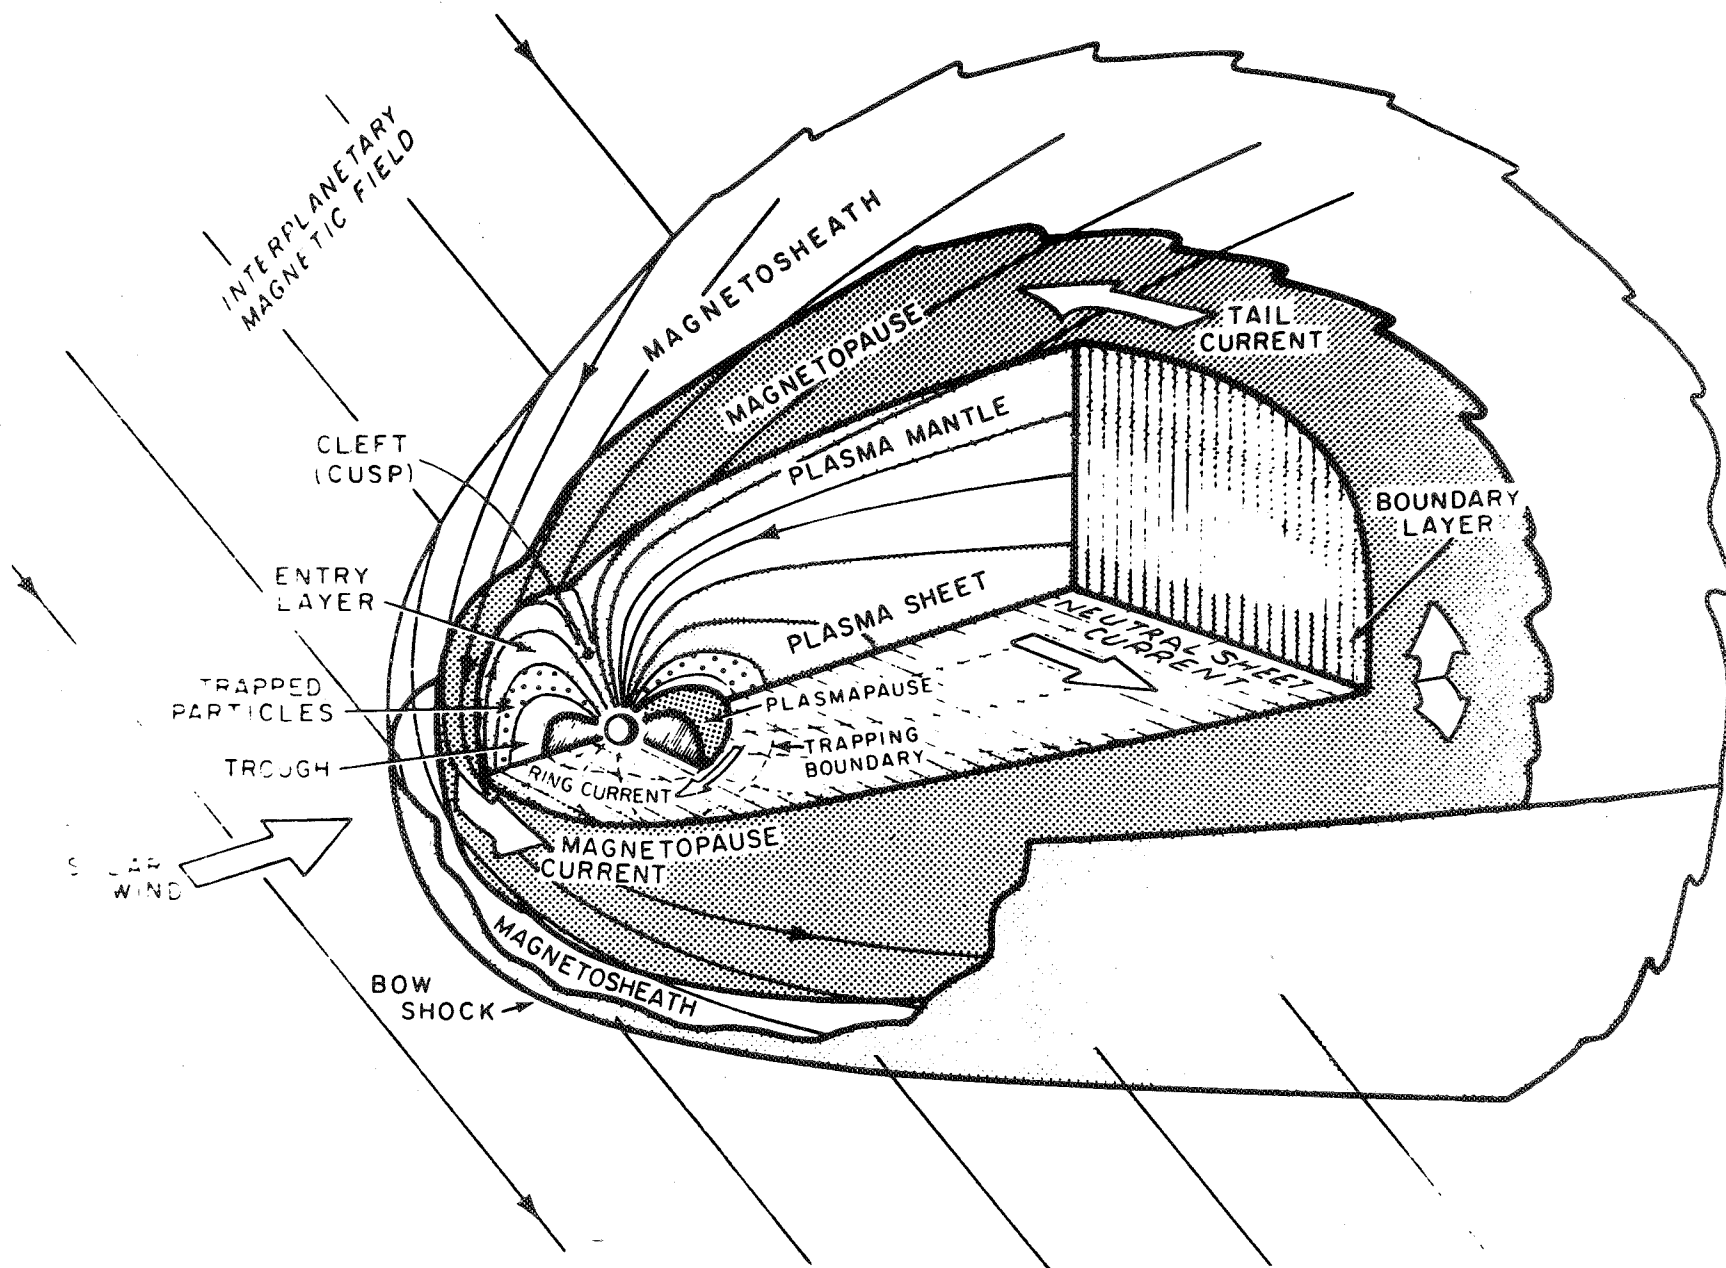 INTERPLANETARY
MAGNETIC FIELD
MAGNETOSHEATH
MAGNETOPAUSE
TAIL
CURRENT
CLEFT
(CUSP)
PLASMA MANTLE
BOUNDARY
LAYER
ENTRY
LAYER
PLASMA SHEET
NEUTRAL SHEET
CURRENT
TRAPPED
PARTICLES
PLASMAPAUSE
TRAPPING
BOUNDARY
TROUGH
RING CURRENT
MAGNETOPAUSE
CURRENT
WIND
MAGNETOSHEATH
BOW
SHOCK